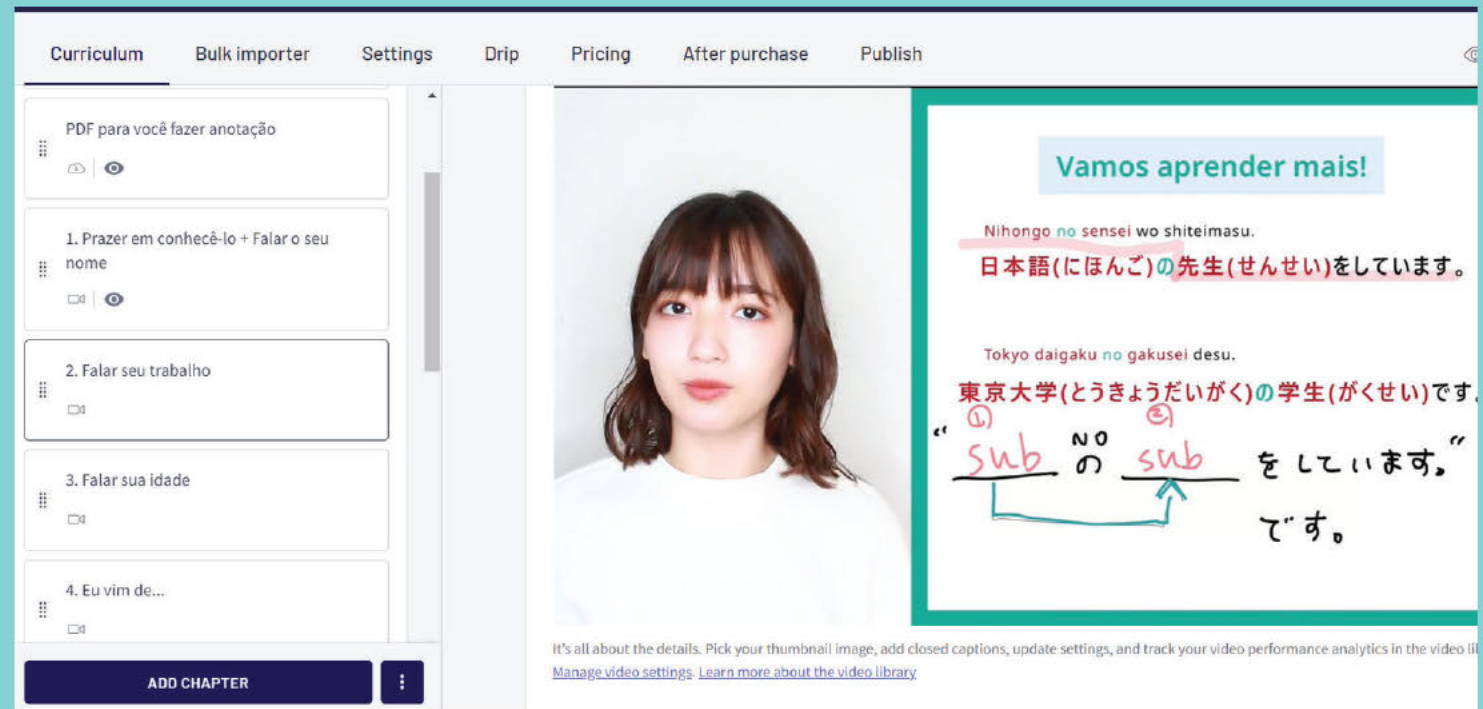 Curriculum Bulk importer Settings Drip Pricing After purchase Publish
PDF para você fazer anotação
1. Prazer em conhecê-lo + Falar o seu
nome
2. Falar seu trabalho
3. Falar sua idade
4. Eu vim de...
ADD CHAPTER
Vamos aprender mais!
Nihongo no sensei wo shiteimasu.
日本語(にほんご)の先生(せんせい)をしています。
Tokyo daigaku no gakusei desu.
東京大学(とうきょうだいがく)の学生(がくせい)です。
① ②
NO
“ sub の sub をしています。”
です。
It's all about the details. Pick your thumbnail image, add closed captions, update settings, and track your video performance analytics in the video
Manage video settings. Learn more about the video library